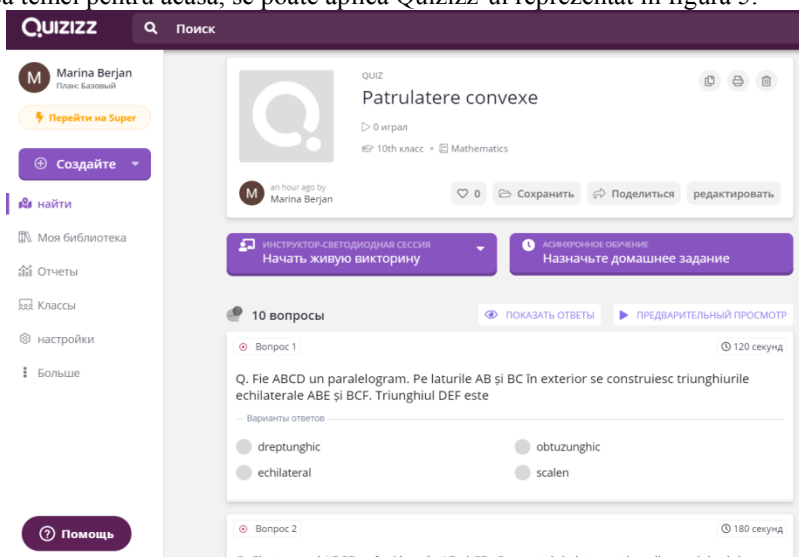 temei pentru acasă, se poate aplica Quizizz-ul reprezentat în figura 5.
QUIZIZZ
Поиск
M
Marina Berjan
План: Базовый
Перейти на Super
Создайте
найти
Моя библиотека
Отчеты
Классы
настройки
Больше
Помощь
QUIZ
Patrulatere convexe
0 играл
10th класс • Mathematics
M
an hour ago by
Marina Berjan
0
Сохранить
Поделиться
редактировать
ИНСТРУКТОР-СВЕТОДИОДНАЯ СЕССИЯ
Начать живую викторину
АСИНХРОННОЕ ОБУЧЕНИЕ
Назначьте домашнее задание
10 вопросы
ПОКАЗАТЬ ОТВЕТЫ
ПРЕДВАРИТЕЛЬНЫЙ ПРОСМОТР
Вопрос 1
120 секунд
Q. Fie ABCD un paralelogram. Pe laturile AB și BC în exterior se construiesc triunghiurile
echilaterale ABE și BCF. Triunghiul DEF este
Варианты ответов
dreptunghic
obtuzunghic
echilateral
scalen
Вопрос 2
180 секунд